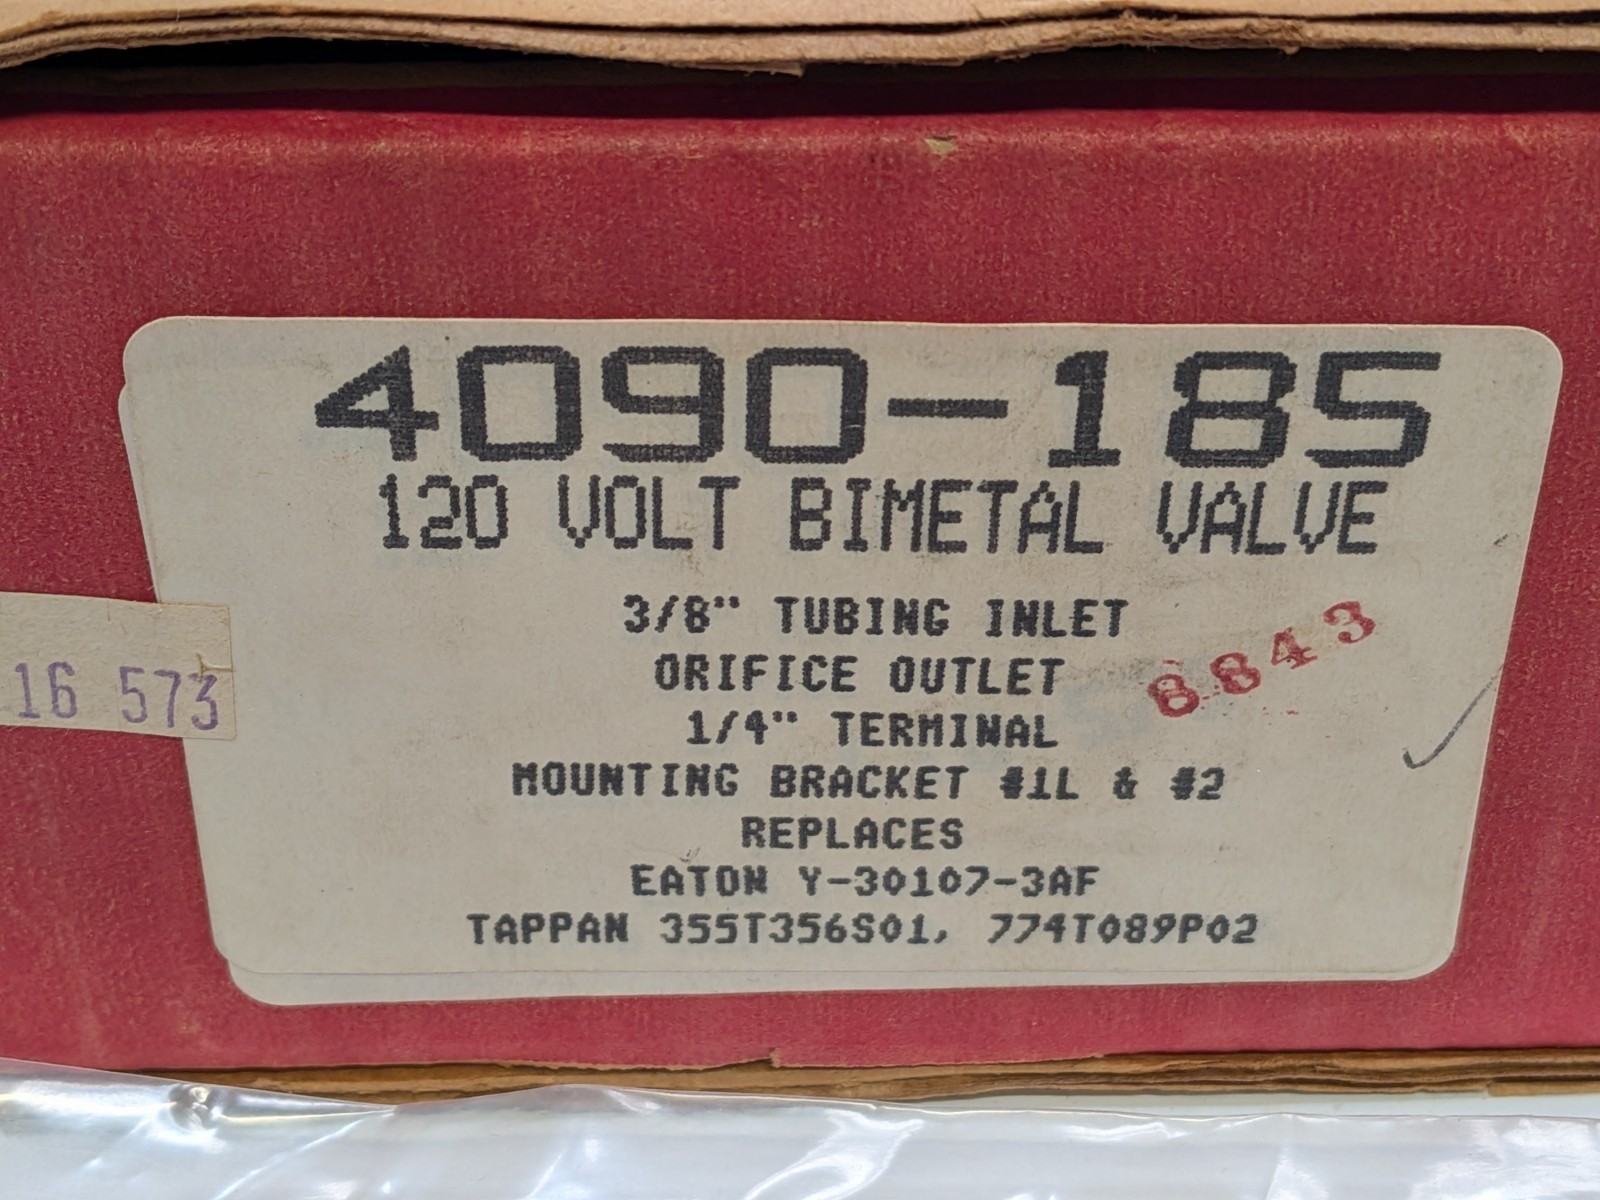 4090-185
120 VOLT BIMETAL VALVE
3/8" TUBING INLET
ORIFICE OUTLET
1/4" TERMINAL
MOUNTING BRACKET #1L & #2
REPLACES
EATON Y-30107-3AF
TAPPAN 355T356S01, 774T089P02
8843
16 573